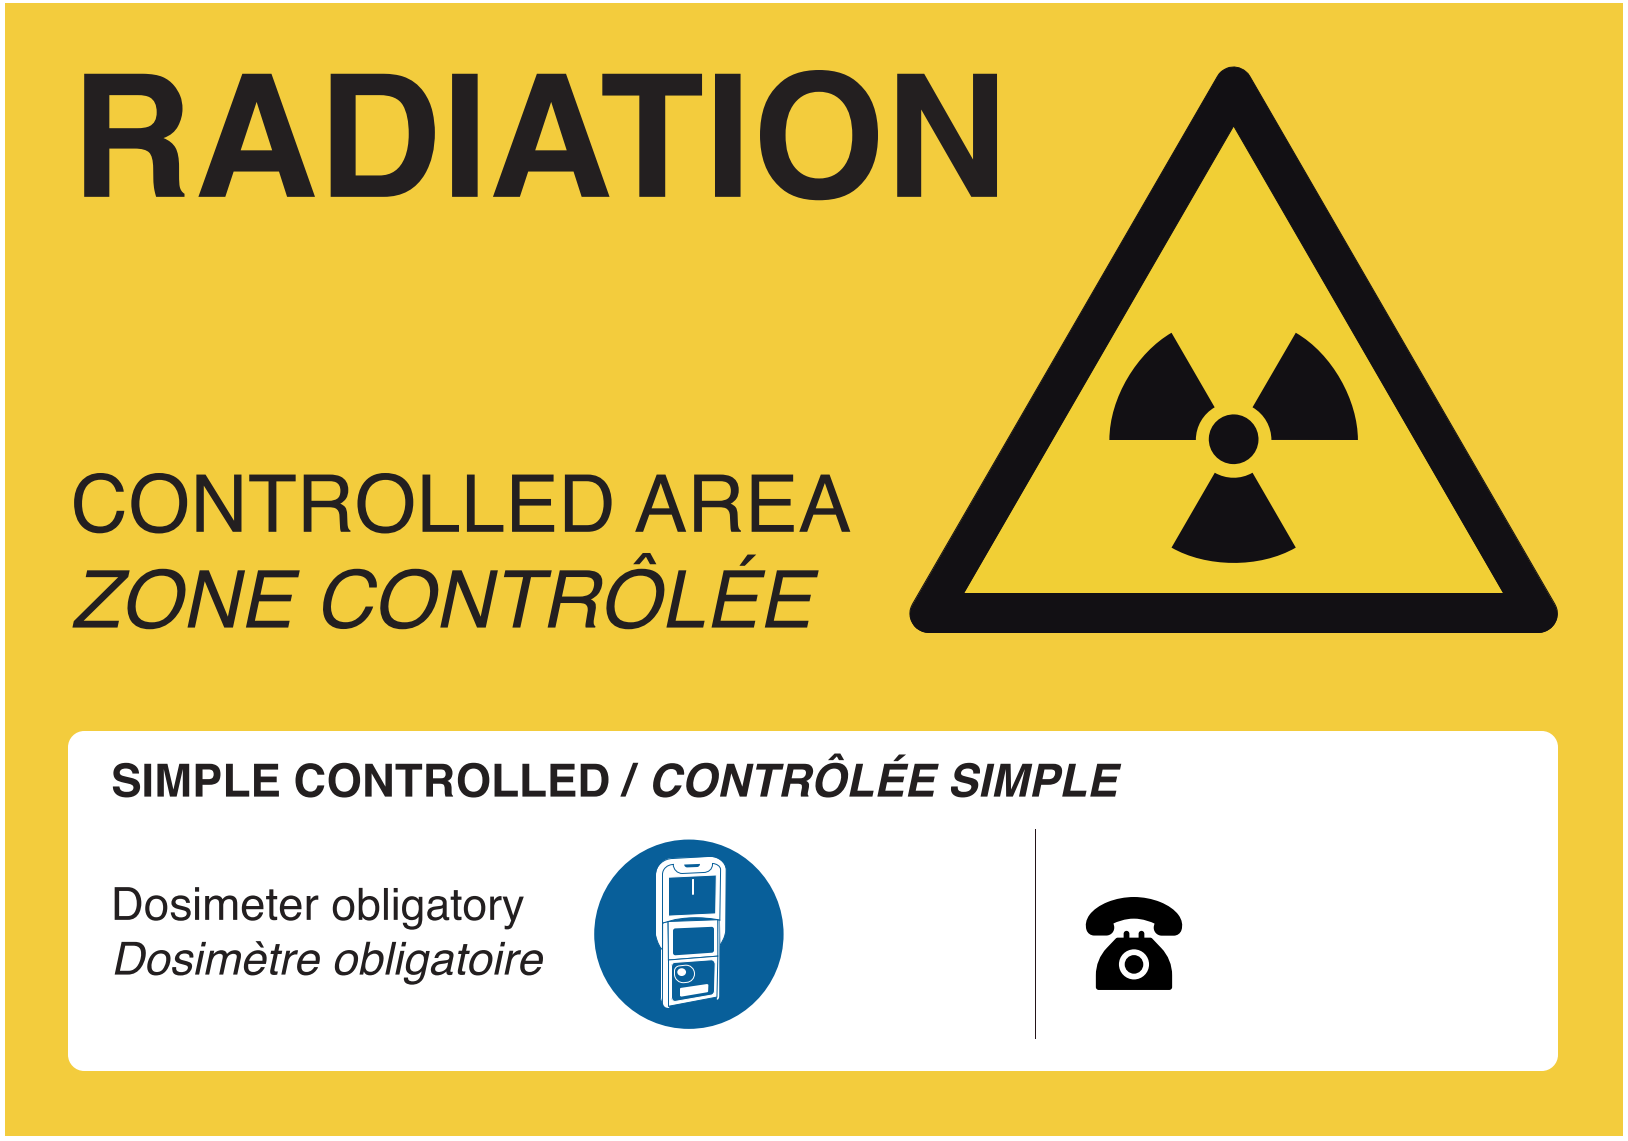 RADIATION
CONTROLLED AREA
ZONE CONTRÔLÉE
SIMPLE CONTROLLED / CONTRÔLÉE SIMPLE
Dosimeter obligatory
Dosimètre obligatoire